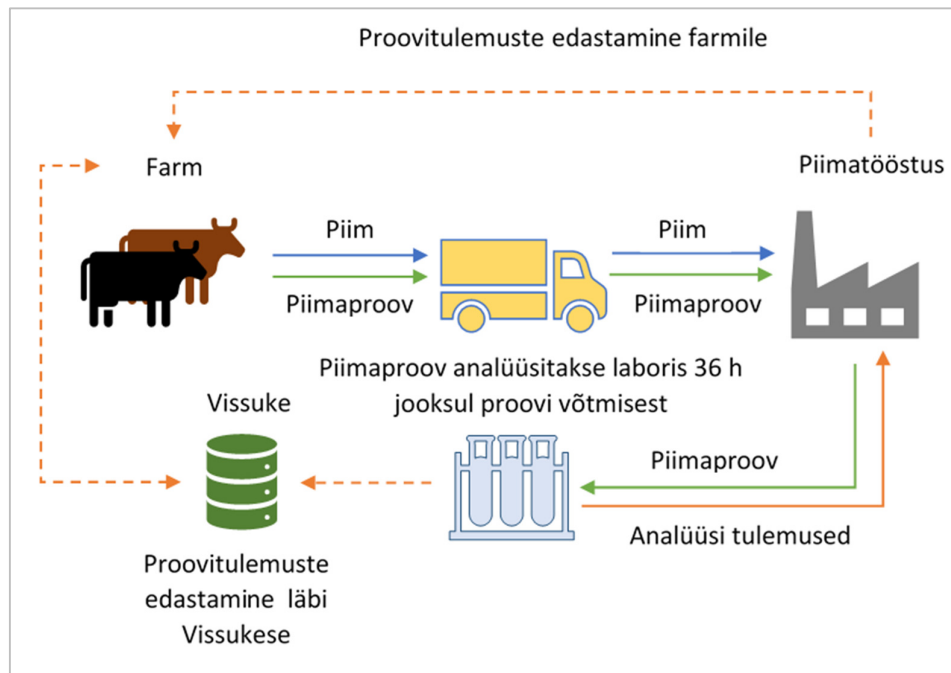 Proovitulemuste edastamine farmile
Farm
Piimatööstus
Piim
Piim
Piimaproov
Piimaproov
Piimaproov analüüsitakse laboris 36 h
jooksul proovi võtmisest
Vissuke
Piimaproov
Analüüsi tulemused
Proovitulemuste
edastamine läbi
Vissukese